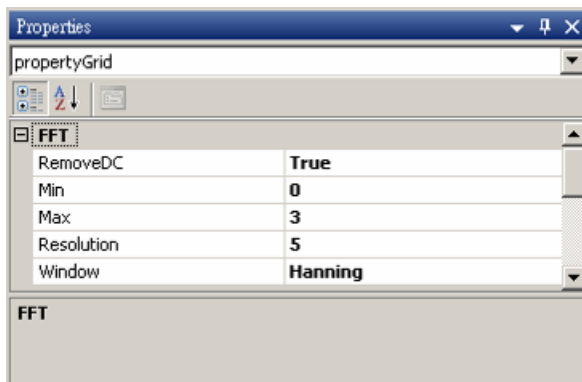 Properties
propertyGrid
A
Z
FFT
RemoveDC True
Min 0
Max 3
Resolution 5
Window Hanning
FFT